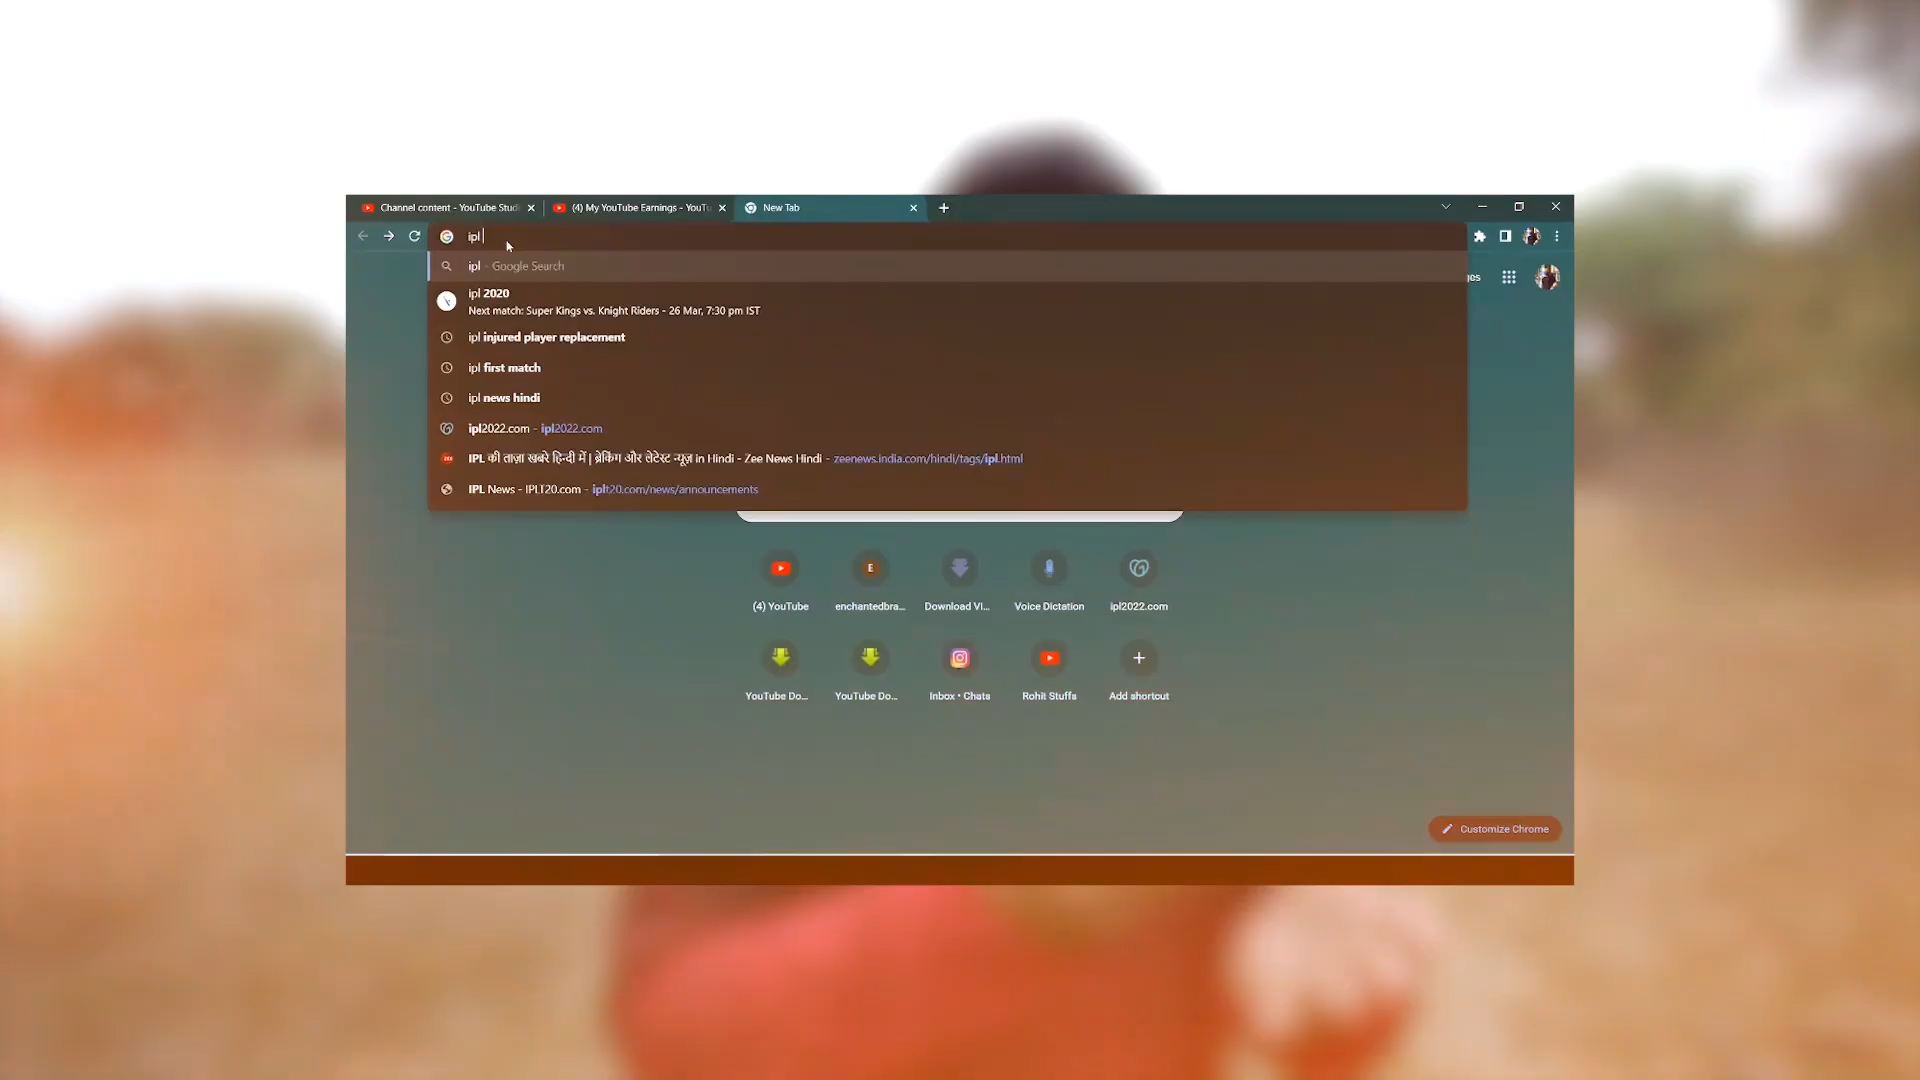 Channel content - YouTube Stud
(4) My YouTube Earnings - YouTu
New Tab
ipl
ipl - Google Search
ipl 2020
Next match: Super Kings vs. Knight Riders - 26 Mar, 7:30 pm IST
ipl injured player replacement
ipl first match
ipl news hindi
ipl2022.com - ipl2022.com
IPL की ताज़ा खबरे हिन्दी में | ब्रेकिंग और लेटेस्ट न्यूज़ in Hindi - Zee News Hindi - zeenews.india.com/hindi/tags/ipl.html
IPL News - IPLT20.com - iplt20.com/news/announcements
(4) YouTube
enchantedbra...
Download Vi...
Voice Dictation
ipl2022.com
YouTube Do...
YouTube Do...
Inbox • Chats
Rohit Stuffs
Add shortcut
Customize Chrome